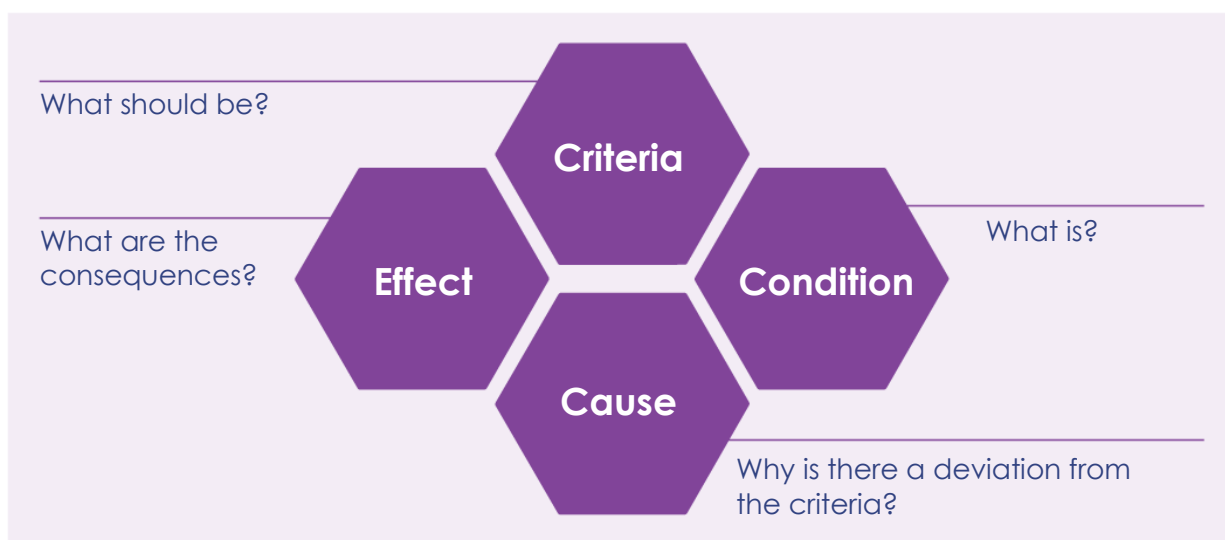 What should be?
Criteria
What are the
consequences?
Effect
Condition
What is?
Cause
Why is there a deviation from
the criteria?